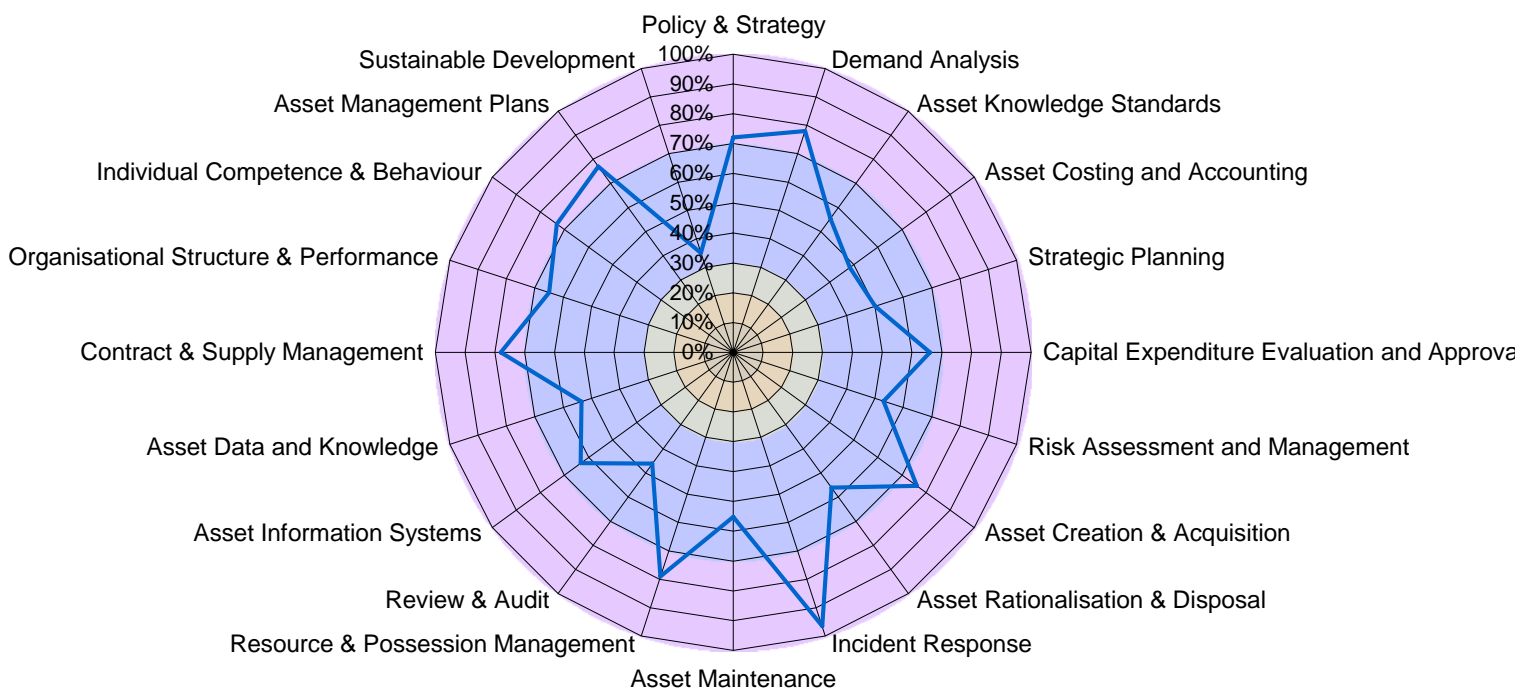 Policy & Strategy
Sustainable Development
100%
Demand Analysis
Asset Management Plans
90%
Asset Knowledge Standards
80%
Individual Competence & Behaviour
70%
Asset Costing and Accounting
60%
50%
Organisational Structure & Performance
40%
Strategic Planning
30%
20%
10%
Contract & Supply Management
0%
Capital Expenditure Evaluation and Approva
Asset Data and Knowledge
Risk Assessment and Management
Asset Information Systems
Asset Creation & Acquisition
Review & Audit
Asset Rationalisation & Disposal
Resource & Possession Management
Incident Response
Asset Maintenance